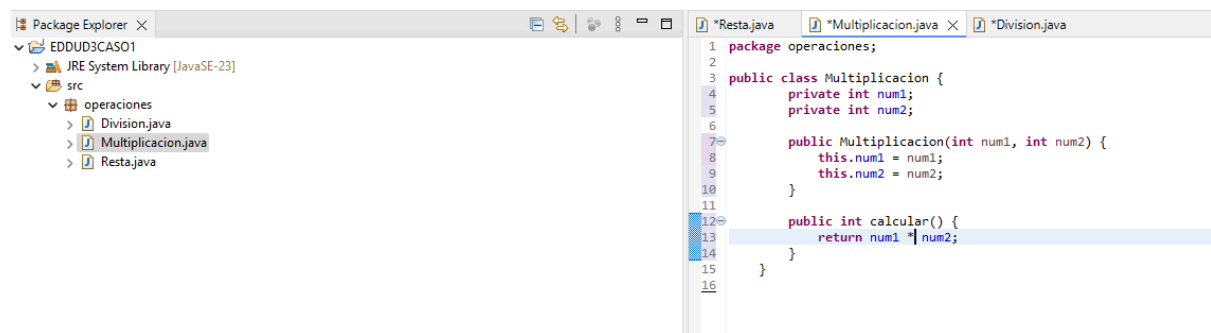 Package Explorer
EDDUD3CASO1
JRE System Library [JavaSE-23]
src
operaciones
Division.java
Multiplicacion.java
Resta.java
*Resta.java *Multiplicacion.java *Division.java
1 package operaciones;
2
3 public class Multiplicacion {
4 private int num1;
5 private int num2;
6
7 public Multiplicacion(int num1, int num2) {
8 this.num1 = num1;
9 this.num2 = num2;
10 }
11
12 public int calcular() {
13 return num1 * num2;
14 }
15 }
16